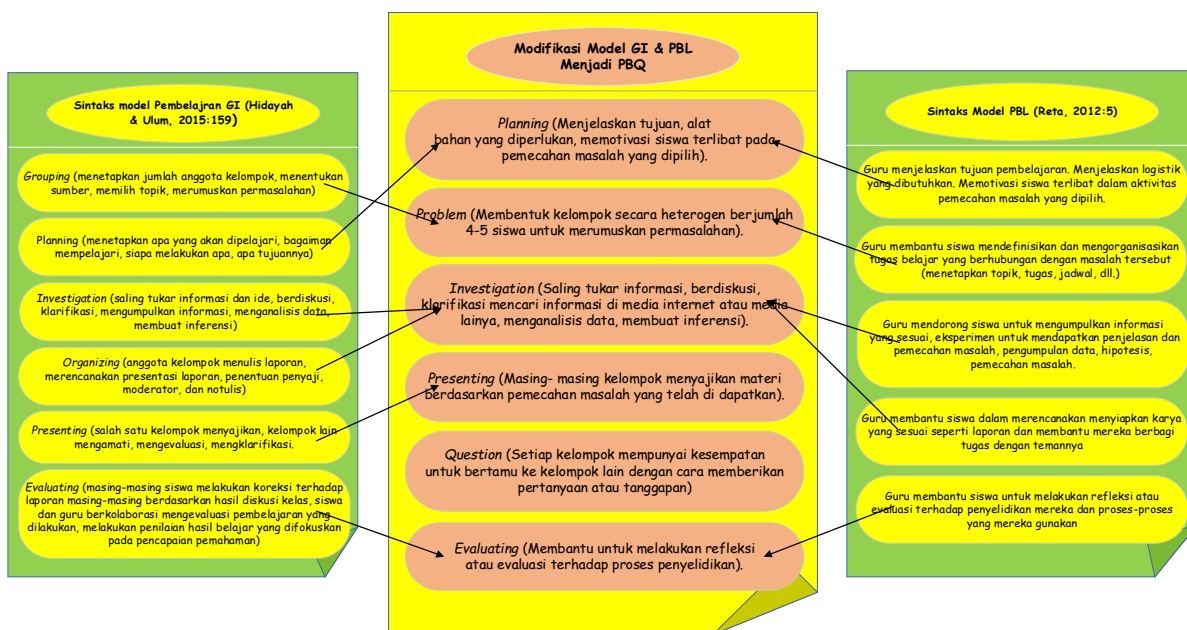 Sintaks model Pembelajran GI (Hidayah
& Ulum, 2015:159)
Grouping (menetapkan jumlah anggota kelompok, menentukan
sumber, memilih topik, merumuskan permasalahan)
Planning (menetapkan apa yang akan dipelajari, bagaiman
mempelajari, siapa melakukan apa, apa tujuannya)
Investigation (saling tukar informasi dan ide, berdiskusi,
klarifikasi, mengumpulkan informasi, menganalisis data,
membuat inferensi)
Organizing (anggota kelompok menulis laporan,
merencanakan presentasi laporan, penentuan penyaji,
moderator, dan notulis)
Presenting (salah satu kelompok menyajikan, kelompok lain
mengamati, mengevaluasi, mengklarifikasi.
Evaluating (masing-masing siswa melakukan koreksi terhadap
laporan masing-masing berdasarkan hasil diskusi kelas, siswa
dan guru berkolaborasi mengevaluasi pembelajaran yang
dilakukan, melakukan penilaian hasil belajar yang difokuskan
pada pencapaian pemahaman)
Modifikasi Model GI & PBL
Menjadi PBQ
Planning (Menjelaskan tujuan, alat
bahan yang diperlukan, memotivasi siswa terlibat pada
pemecahan masalah yang dipilih).
Problem (Membentuk kelompok secara heterogen berjumlah
4-5 siswa untuk merumuskan permasalahan).
Investigation (Saling tukar informasi, berdiskusi,
klarifikasi mencari informasi di media internet atau media
lainya, menganalisis data, membuat inferensi).
Presenting (Masing- masing kelompok menyajikan materi
berdasarkan pemecahan masalah yang telah di dapatkan).
Question (Setiap kelompok mempunyai kesempatan
untuk bertamu ke kelompok lain dengan cara memberikan
pertanyaan atau tanggapan)
Evaluating (Membantu untuk melakukan refleksi
atau evaluasi terhadap proses penyelidikan).
Sintaks Model PBL (Reta, 2012:5)
Guru menjelaskan tujuan pembelajaran. Menjelaskan logistik
yang dibutuhkan. Memotivasi siswa terlibat dalam aktivitas
pemecahan masalah yang dipilih.
Guru membantu siswa mendefinisikan dan mengorganisasikan
tugas belajar yang berhubungan dengan masalah tersebut
(menetapkan topik, tugas, jadwal, dll.)
Guru mendorong siswa untuk mengumpulkan informasi
yang sesuai, eksperimen untuk mendapatkan penjelasan dan
pemecahan masalah, pengumpulan data, hipotesis,
pemecahan masalah.
Guru membantu siswa dalam merencanakan menyiapkan karya
yang sesuai seperti laporan dan membantu mereka berbagi
tugas dengan temannya
Guru membantu siswa untuk melakukan refleksi atau
evaluasi terhadap penyelidikan mereka dan proses-proses
yang mereka gunakan